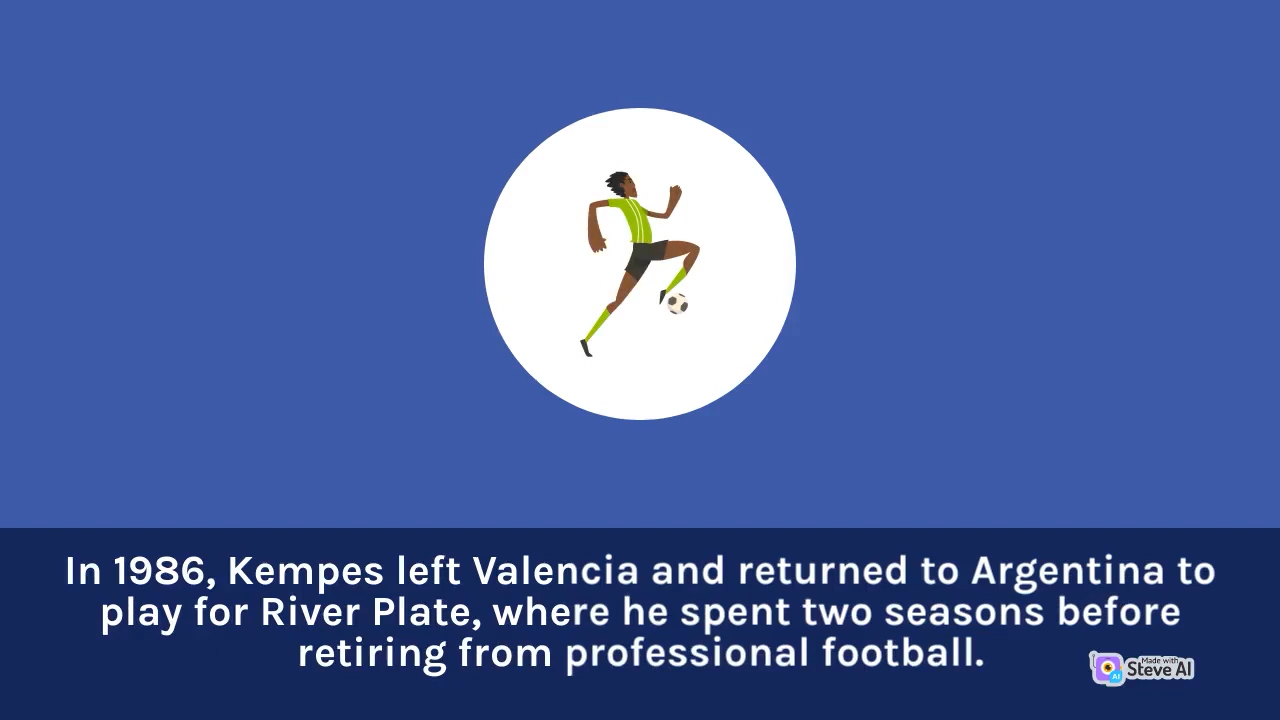 In 1986, Kempes left Valencia and returned to Argentina to
play for River Plate, where he spent two seasons before
retiring from professional football.
Made with
Steve AI
AI